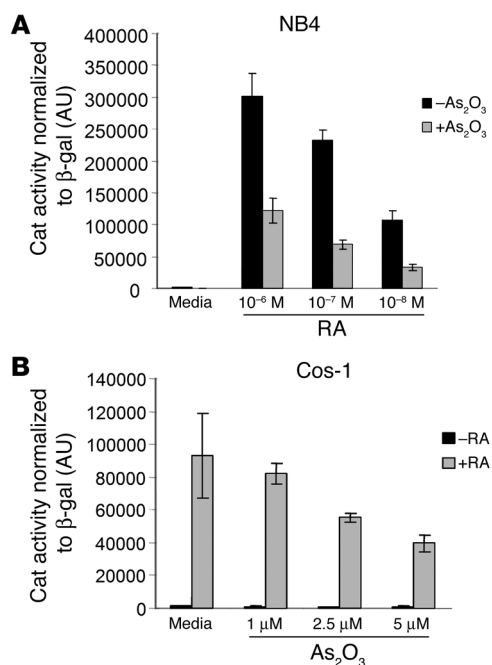 A
NB4
Cat activity normalized
to β-gal (AU)
400000
350000
300000
250000
200000
150000
100000
50000
0
–As₂O₃
+As₂O₃
Media
10⁻⁶ M
10⁻⁷ M
10⁻⁸ M
RA
B
Cos-1
Cat activity normalized
to β-gal (AU)
140000
120000
100000
80000
60000
40000
20000
0
–RA
+RA
Media
1 μM
2.5 μM
5 μM
As₂O₃